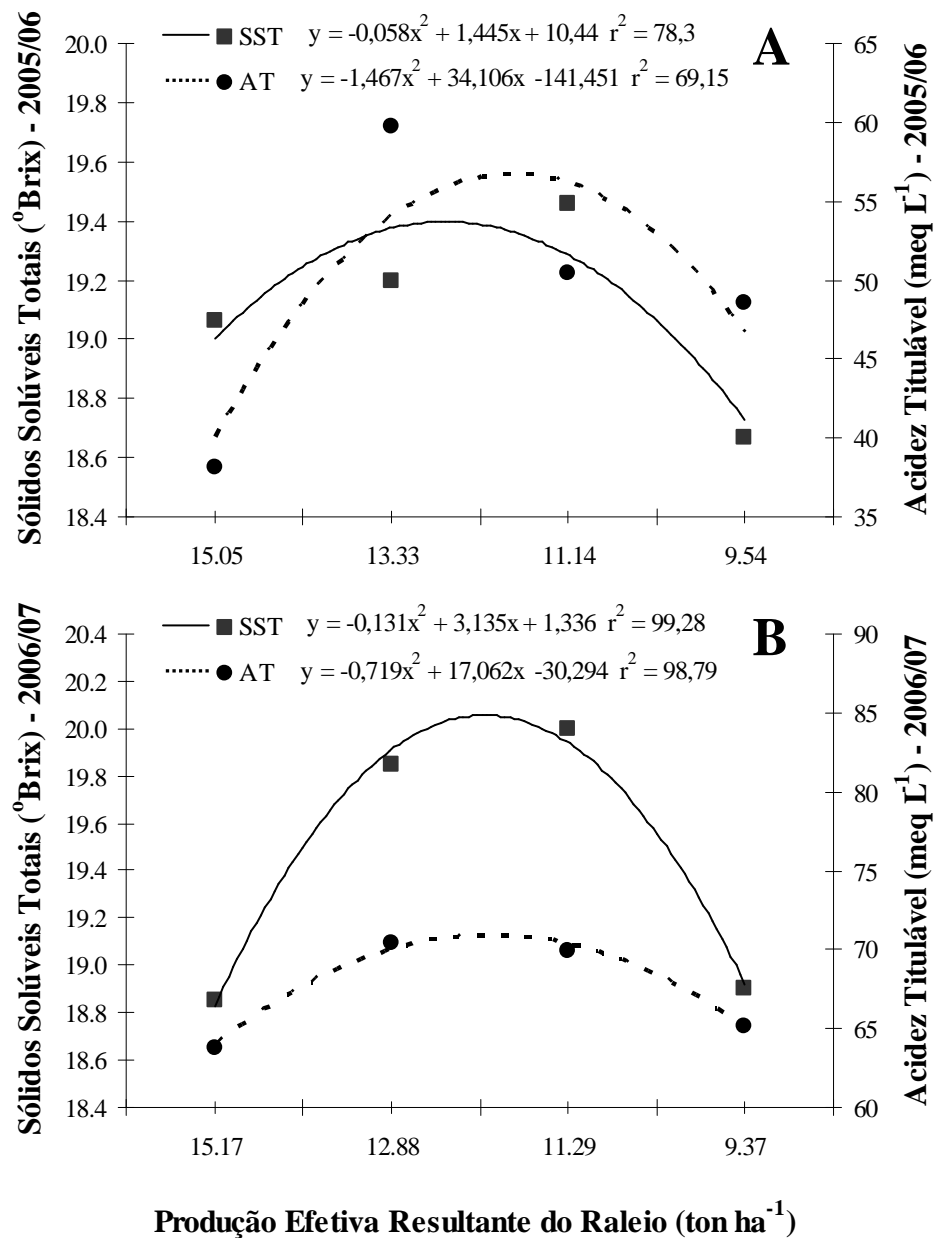 SST y = -0,058x² + 1,445x + 10,44 r² = 78,3
AT y = -1,467x² + 34,106x -141,451 r² = 69,15
A
Sólidos Solúveis Totais (ºBrix) - 2005/06
20.0
19.8
19.6
19.4
19.2
19.0
18.8
18.6
18.4
65
60
55
50
45
40
35
Acidez Titulável (meq L⁻¹) - 2005/06
15.05 13.33 11.14 9.54
SST y = -0,131x² + 3,135x + 1,336 r² = 99,28
AT y = -0,719x² + 17,062x -30,294 r² = 98,79
B
Sólidos Solúveis Totais (ºBrix) - 2006/07
20.4
20.2
20.0
19.8
19.6
19.4
19.2
19.0
18.8
18.6
18.4
90
85
80
75
70
65
60
Acidez Titulável (meq L⁻¹) - 2006/07
15.17 12.88 11.29 9.37
Produção Efetiva Resultante do Raleio (ton ha⁻¹)